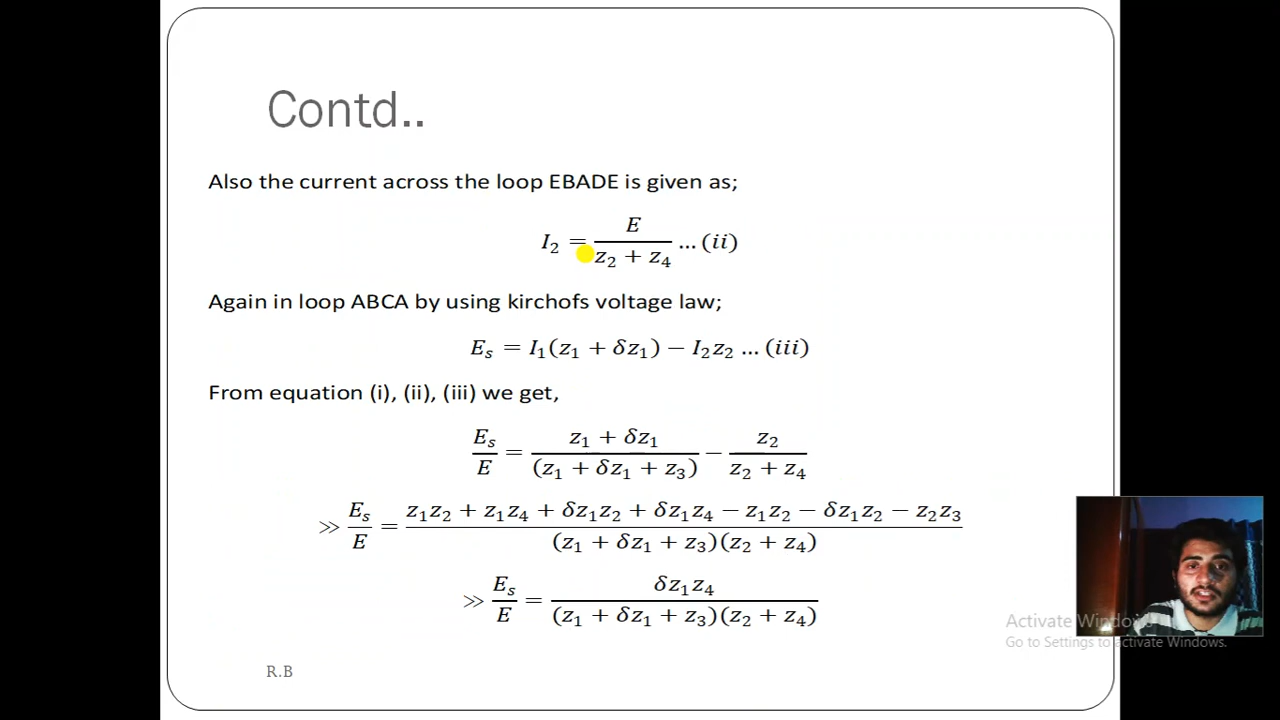 Contd..
Also the current across the loop EBADE is given as;
I₂ = E / (z₂ + z₄) ... (ii)
Again in loop ABCA by using kirchofs voltage law;
Eₛ = I₁(z₁ + δz₁) − I₂z₂ ... (iii)
From equation (i), (ii), (iii) we get,
Eₛ/E = (z₁ + δz₁) / (z₁ + δz₁ + z₃) − z₂ / (z₂ + z₄)
≫ Eₛ/E = (z₁z₂ + z₁z₄ + δz₁z₂ + δz₁z₄ − z₁z₂ − δz₁z₂ − z₂z₃) / (z₁ + δz₁ + z₃)(z₂ + z₄)
≫ Eₛ/E = δz₁z₄ / (z₁ + δz₁ + z₃)(z₂ + z₄)
Activate Windows
Go to Settings to activate Windows.
R.B